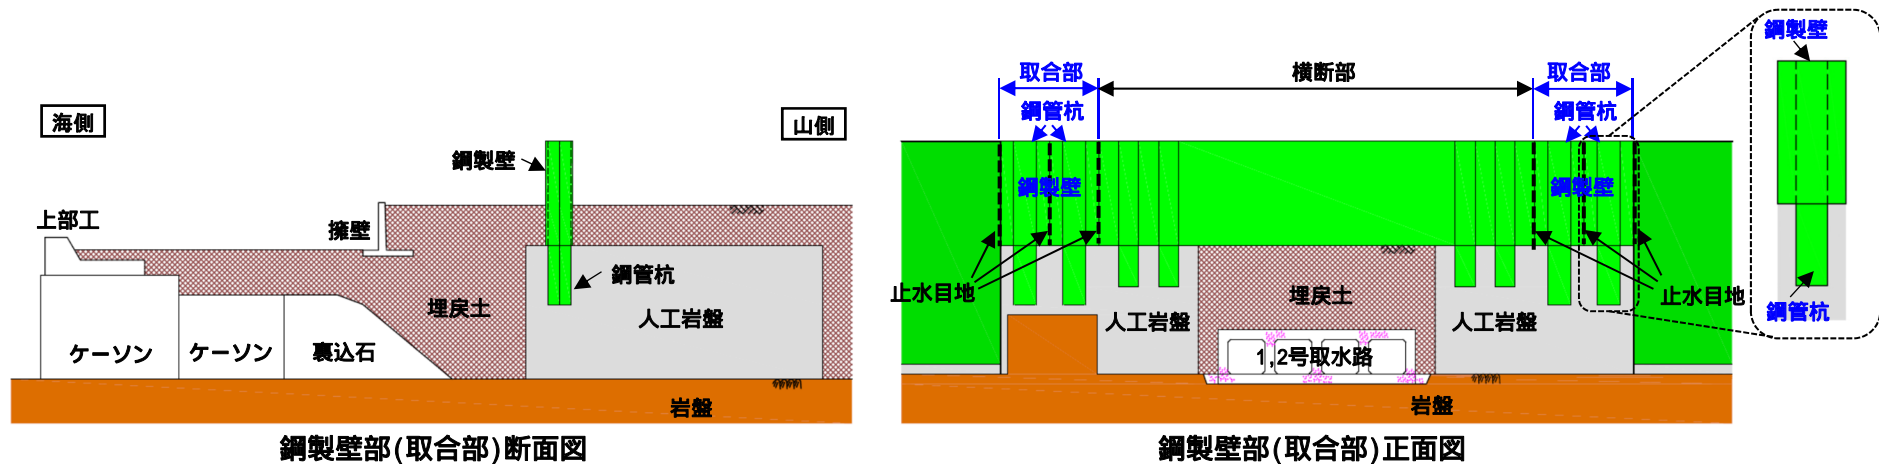 海側
山側
鋼製壁
上部工
擁壁
鋼管杭
埋戻土
人工岩盤
ケーソン
ケーソン
裏込石
岩盤
鋼製壁部(取合部)断面図
取合部
横断部
取合部
鋼管杭
鋼管杭
鋼製壁
鋼製壁
止水目地
埋戻土
止水目地
人工岩盤
人工岩盤
1,2号取水路
岩盤
鋼製壁部(取合部)正面図
鋼製壁
鋼管杭